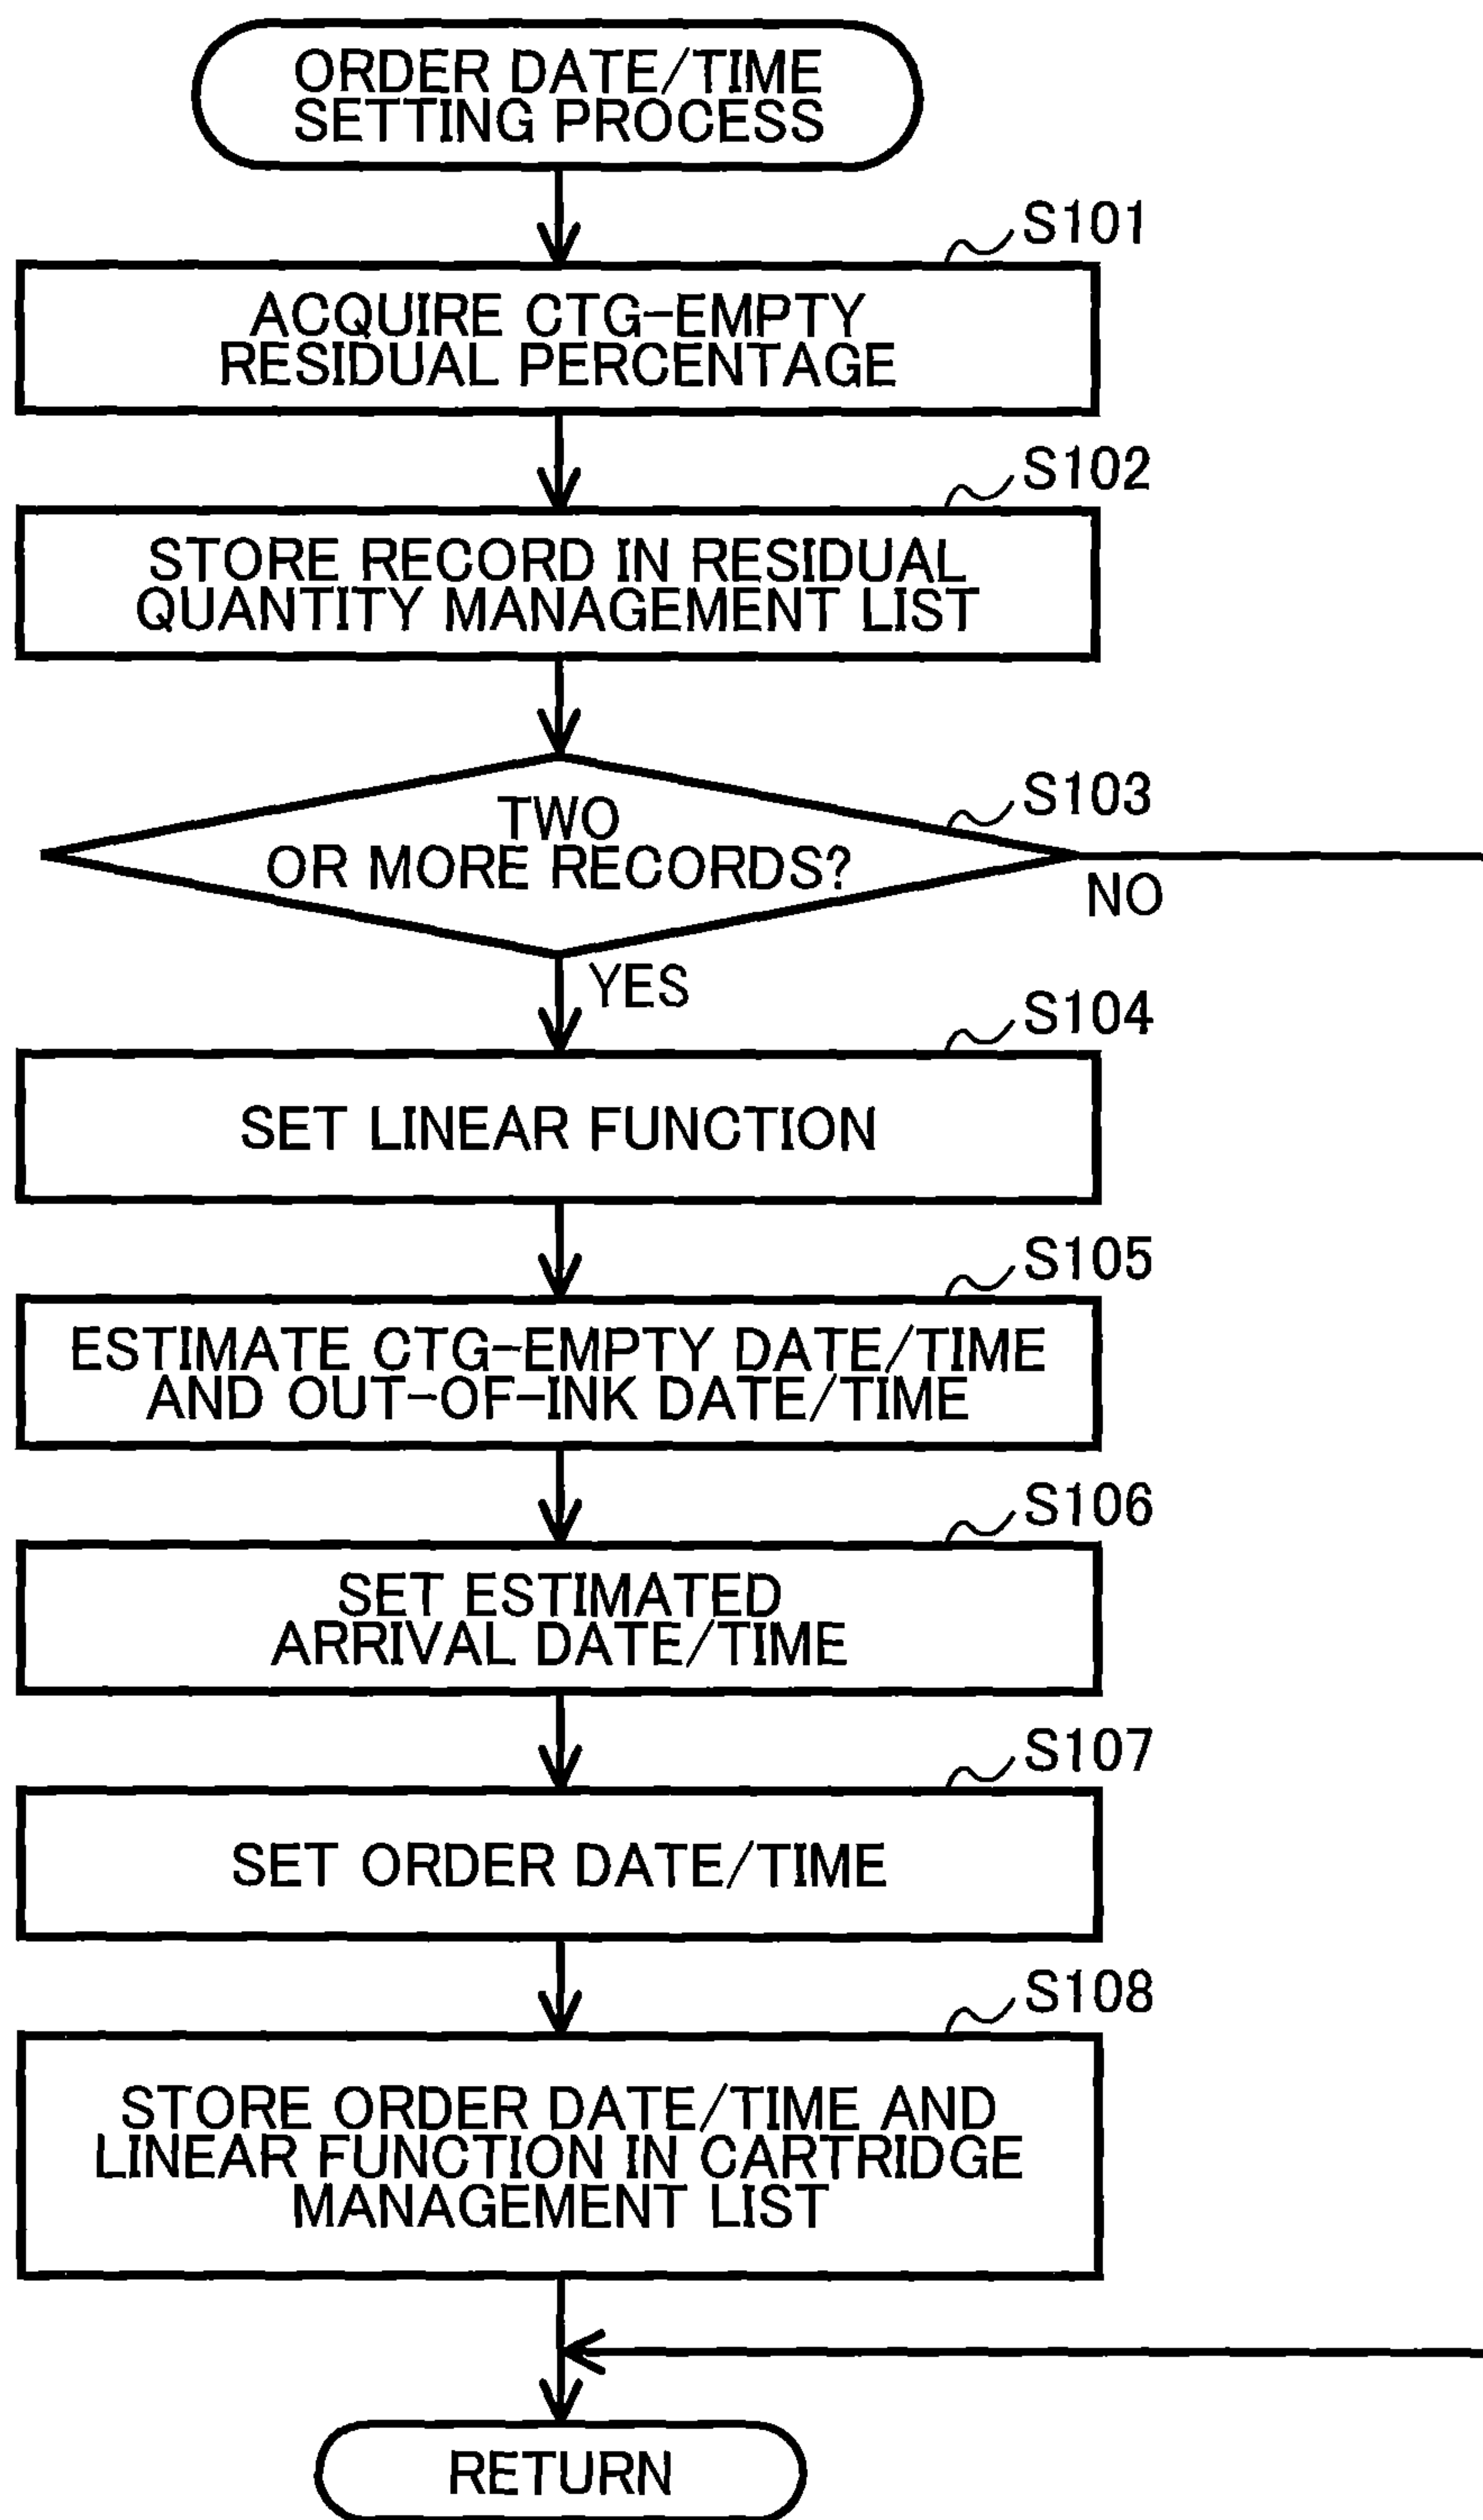 ORDER DATE/TIME
SETTING PROCESS
S101
ACQUIRE CTG-EMPTY
RESIDUAL PERCENTAGE
S102
STORE RECORD IN RESIDUAL
QUANTITY MANAGEMENT LIST
S103
TWO
OR MORE RECORDS?
NO
YES
S104
SET LINEAR FUNCTION
S105
ESTIMATE CTG-EMPTY DATE/TIME
AND OUT-OF-INK DATE/TIME
S106
SET ESTIMATED
ARRIVAL DATE/TIME
S107
SET ORDER DATE/TIME
S108
STORE ORDER DATE/TIME AND
LINEAR FUNCTION IN CARTRIDGE
MANAGEMENT LIST
RETURN